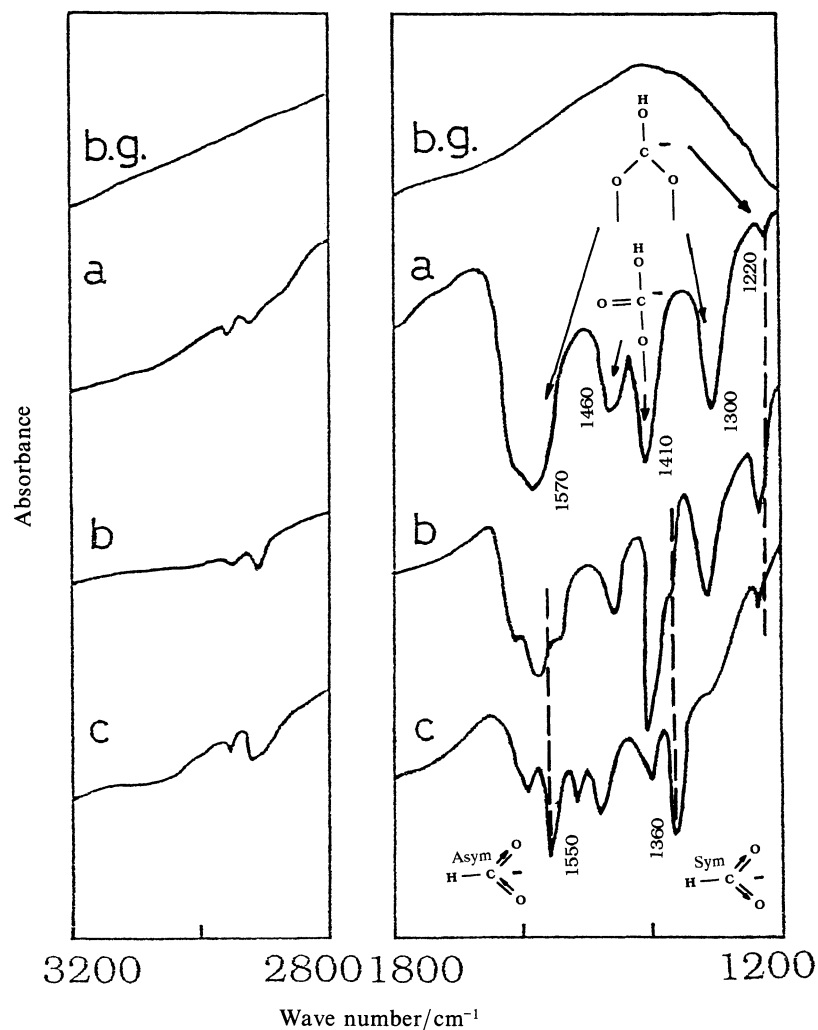 b.g.
b.g.
H
O
C
−
O
O
a
a
H
O
O
C
−
O
1220
1460
1300
1410
1570
Absorbance
b
b
c
c
1550
1360
Asym
O
H
C
−
O
Sym
O
H
C
−
O
3200
2800
1800
1200
Wave number/cm⁻¹